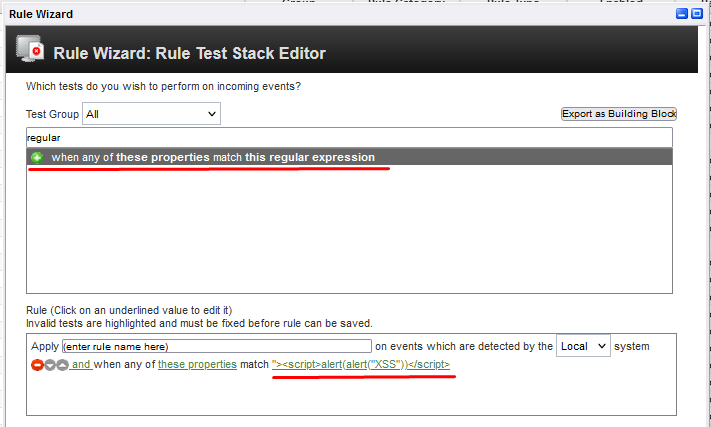 Rule Wizard
Rule Wizard: Rule Test Stack Editor
Which tests do you wish to perform on incoming events?
Test Group All Export as Building Block
regular
when any of these properties match this regular expression
Rule (Click on an underlined value to edit it)
Invalid tests are highlighted and must be fixed before rule can be saved.
Apply (enter rule name here) on events which are detected by the Local system
and when any of these properties match "><script>alert(alert("XSS"))</script>